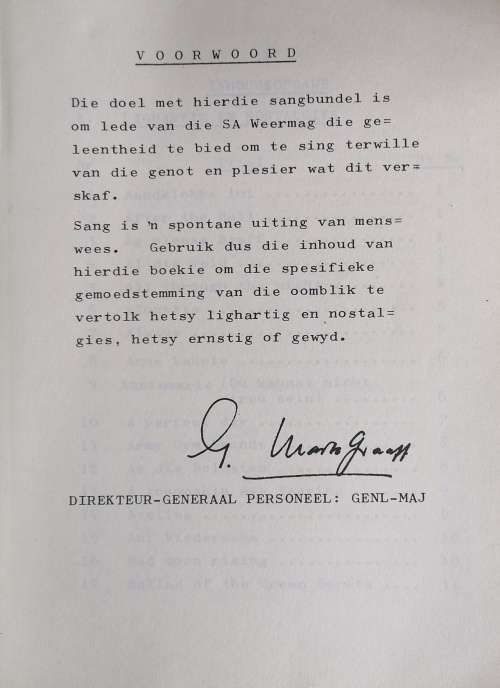 V O O R W O O R D
Die doel met hierdie sangbundel is
om lede van die SA Weermag die ge=
leentheid te bied om te sing terwille
van die genot en plesier wat dit ver=
skaf.
Sang is 'n spontane uiting van mens=
wees. Gebruik dus die inhoud van
hierdie boekie om die spesifieke
gemoedstemming van die oomblik te
vertolk hetsy lighartig en nostal=
gies, hetsy ernstig of gewyd.
DIREKTEUR-GENERAAL PERSONEEL: GENL-MAJ